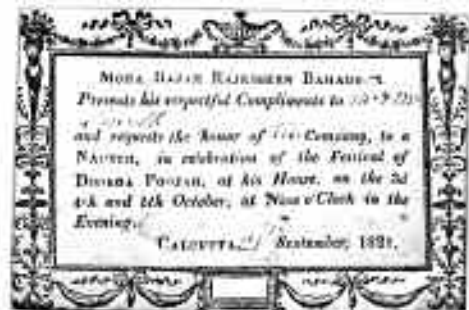 MOHA RAJAH RAJKISSEN BAHADUR
Presents his respectful Compliments to
and requests the honor of Company, to a
NAUTCH, in celebration of the Festival of
DOORGA POOJAH, at his House, on the 3d
4th and 5th October, at Nine o'Clock in the
Evening.
CALCUTTA, September, 1821.